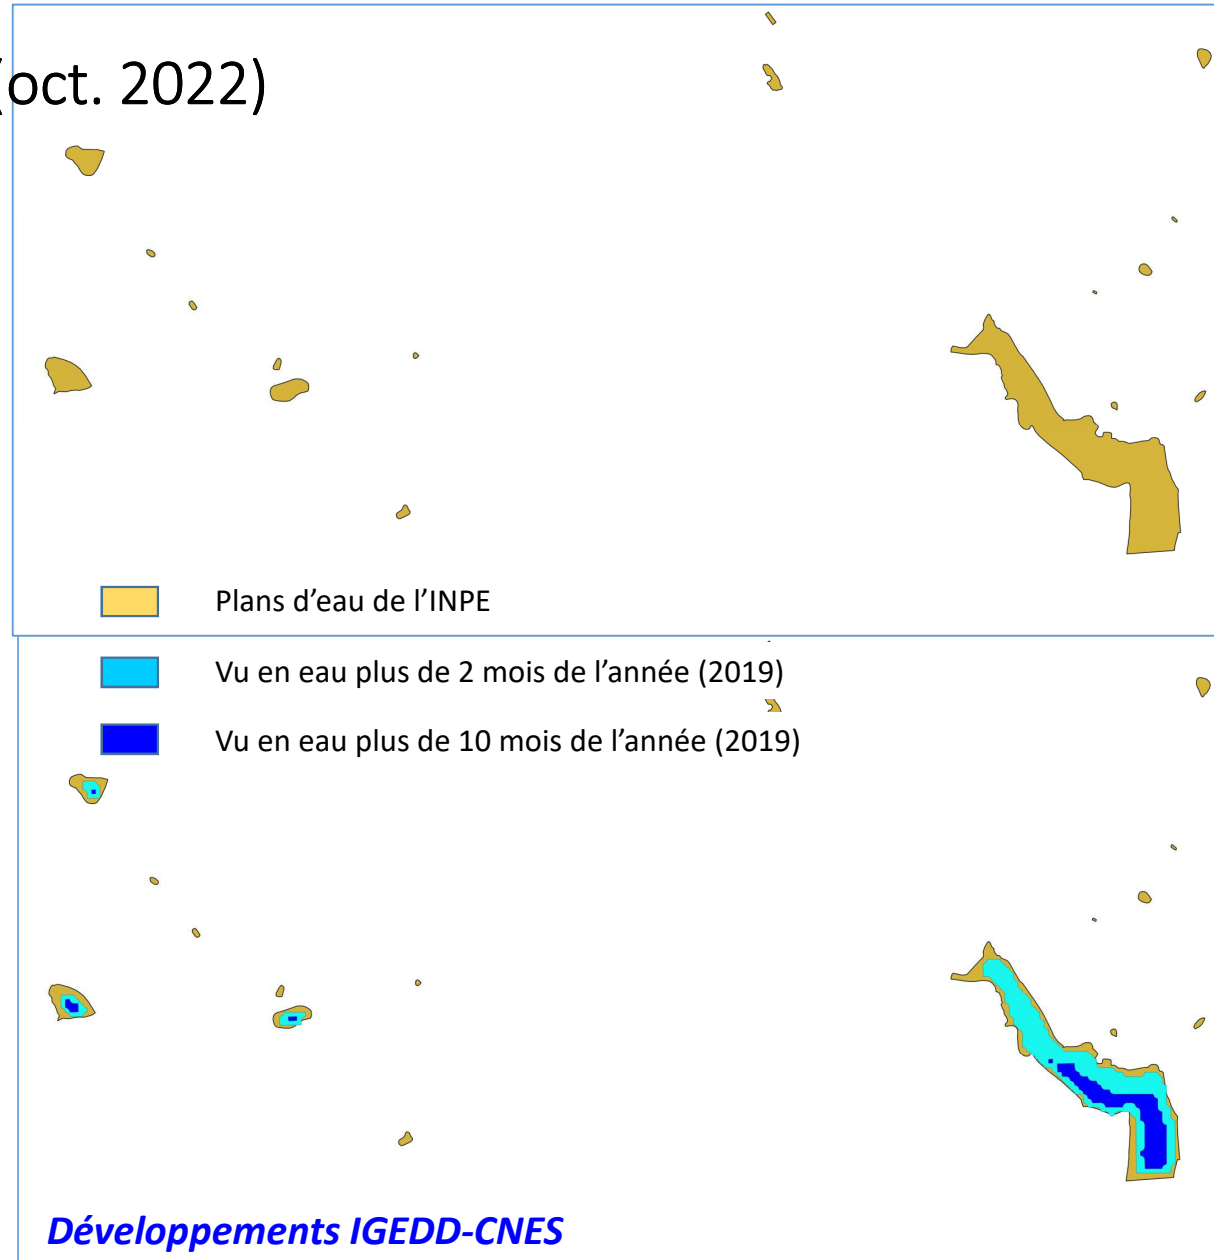 (oct. 2022)
Plans d’eau de l’INPE
Vu en eau plus de 2 mois de l’année (2019)
Vu en eau plus de 10 mois de l’année (2019)
Développements IGEDD-CNES